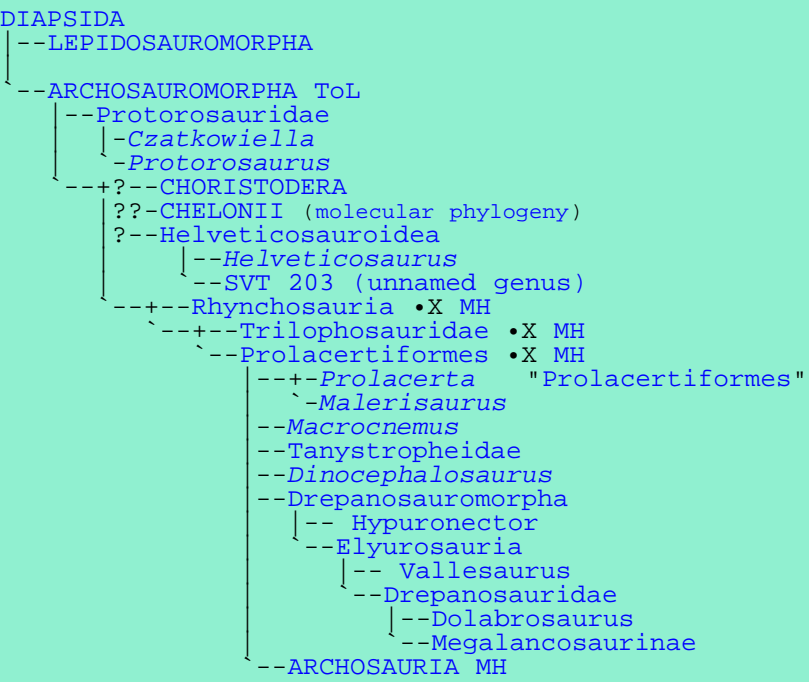 DIAPSIDA
|--LEPIDOSAUROMORPHA
|
`--ARCHOSAUROMORPHA ToL
   |--Protorosauridae
   |  |-Czatkowiella
   |  `-Protorosaurus
   `--+?--CHORISTODERA
      |??-CHELONII (molecular phylogeny)
      |?--Helveticosauroidea
      |    |--Helveticosaurus
      |    `--SVT 203 (unnamed genus)
      `--+--Rhynchosauria •X MH
         `--+--Trilophosauridae •X MH
            `--Prolacertiformes •X MH
               |--+-Prolacerta   "Prolacertiformes"
               |  `-Malerisaurus
               |--Macrocnemus
               |--Tanystropheidae
               |--Dinocephalosaurus
               |--Drepanosauromorpha
               |  |-- Hypuronector
               |  `--Elyurosauria
               |     |-- Vallesaurus
               |     `--Drepanosauridae
               |        |--Dolabrosaurus
               |        `--Megalancosaurinae
               `--ARCHOSAURIA MH